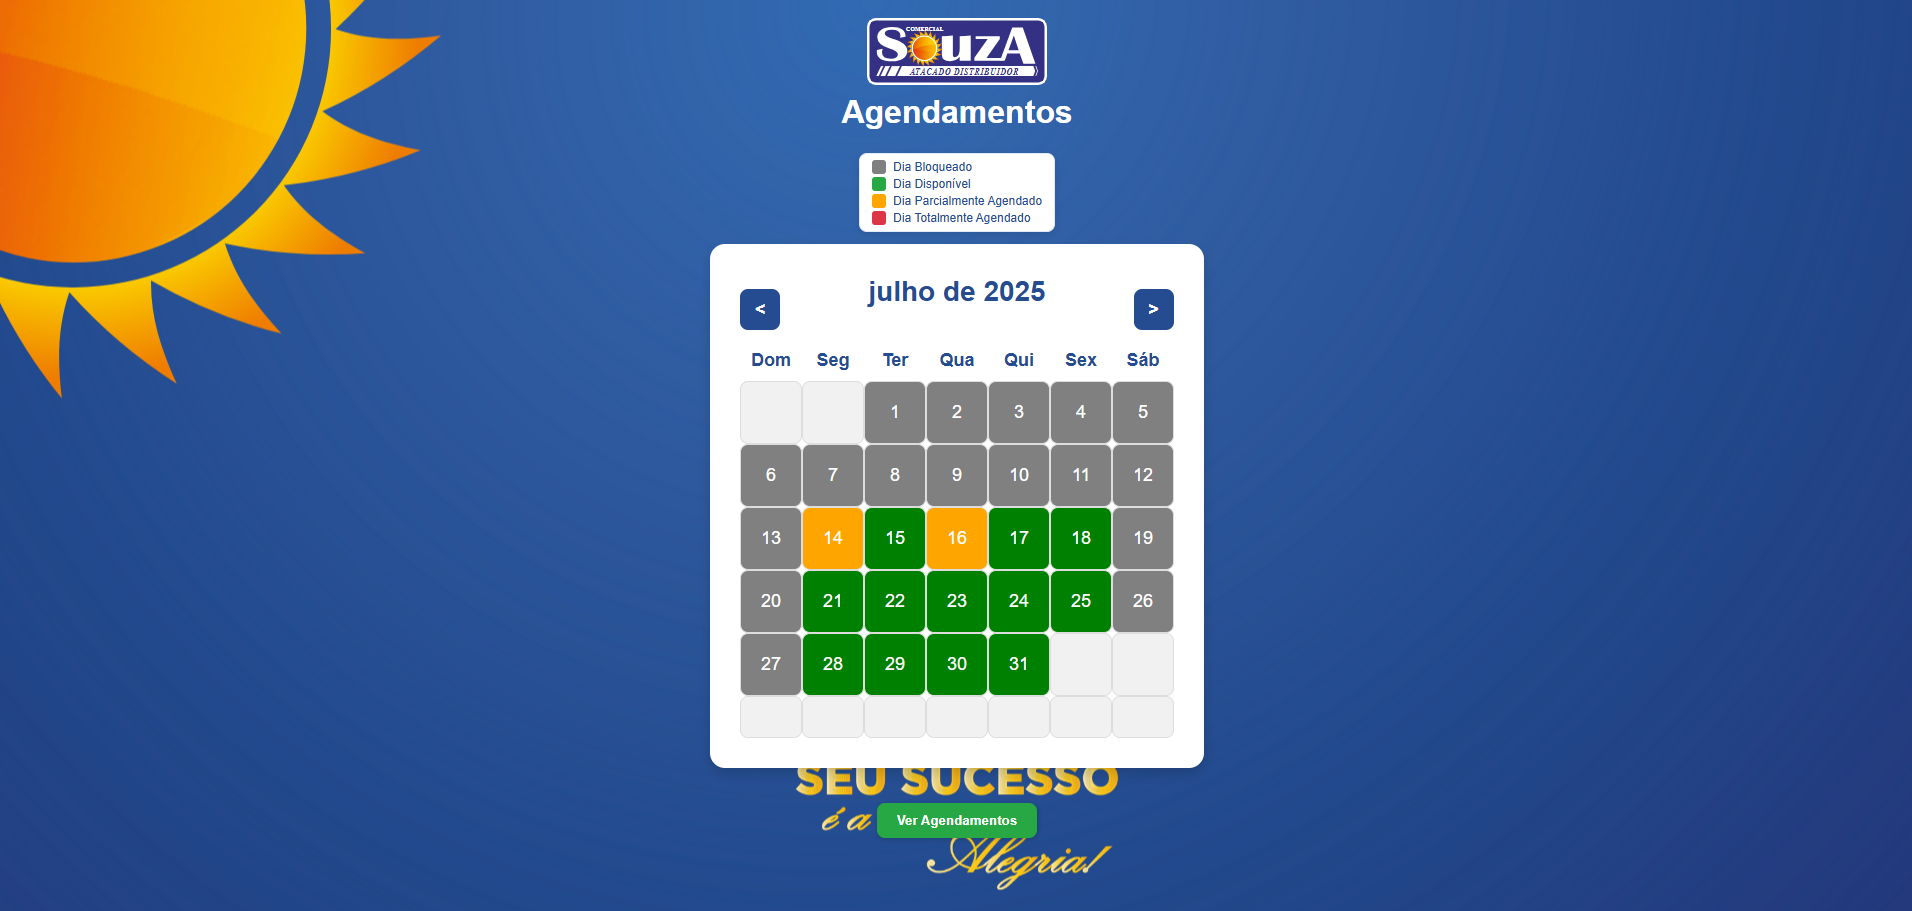 COMERCIAL
SouzA
ATACADO DISTRIBUIDOR
Agendamentos
Dia Bloqueado
Dia Disponível
Dia Parcialmente Agendado
Dia Totalmente Agendado
julho de 2025
< >
Dom Seg Ter Qua Qui Sex Sáb
1 2 3 4 5
6 7 8 9 10 11 12
13 14 15 16 17 18 19
20 21 22 23 24 25 26
27 28 29 30 31
SEU SUCESSO
é a
Ver Agendamentos
Alegria!